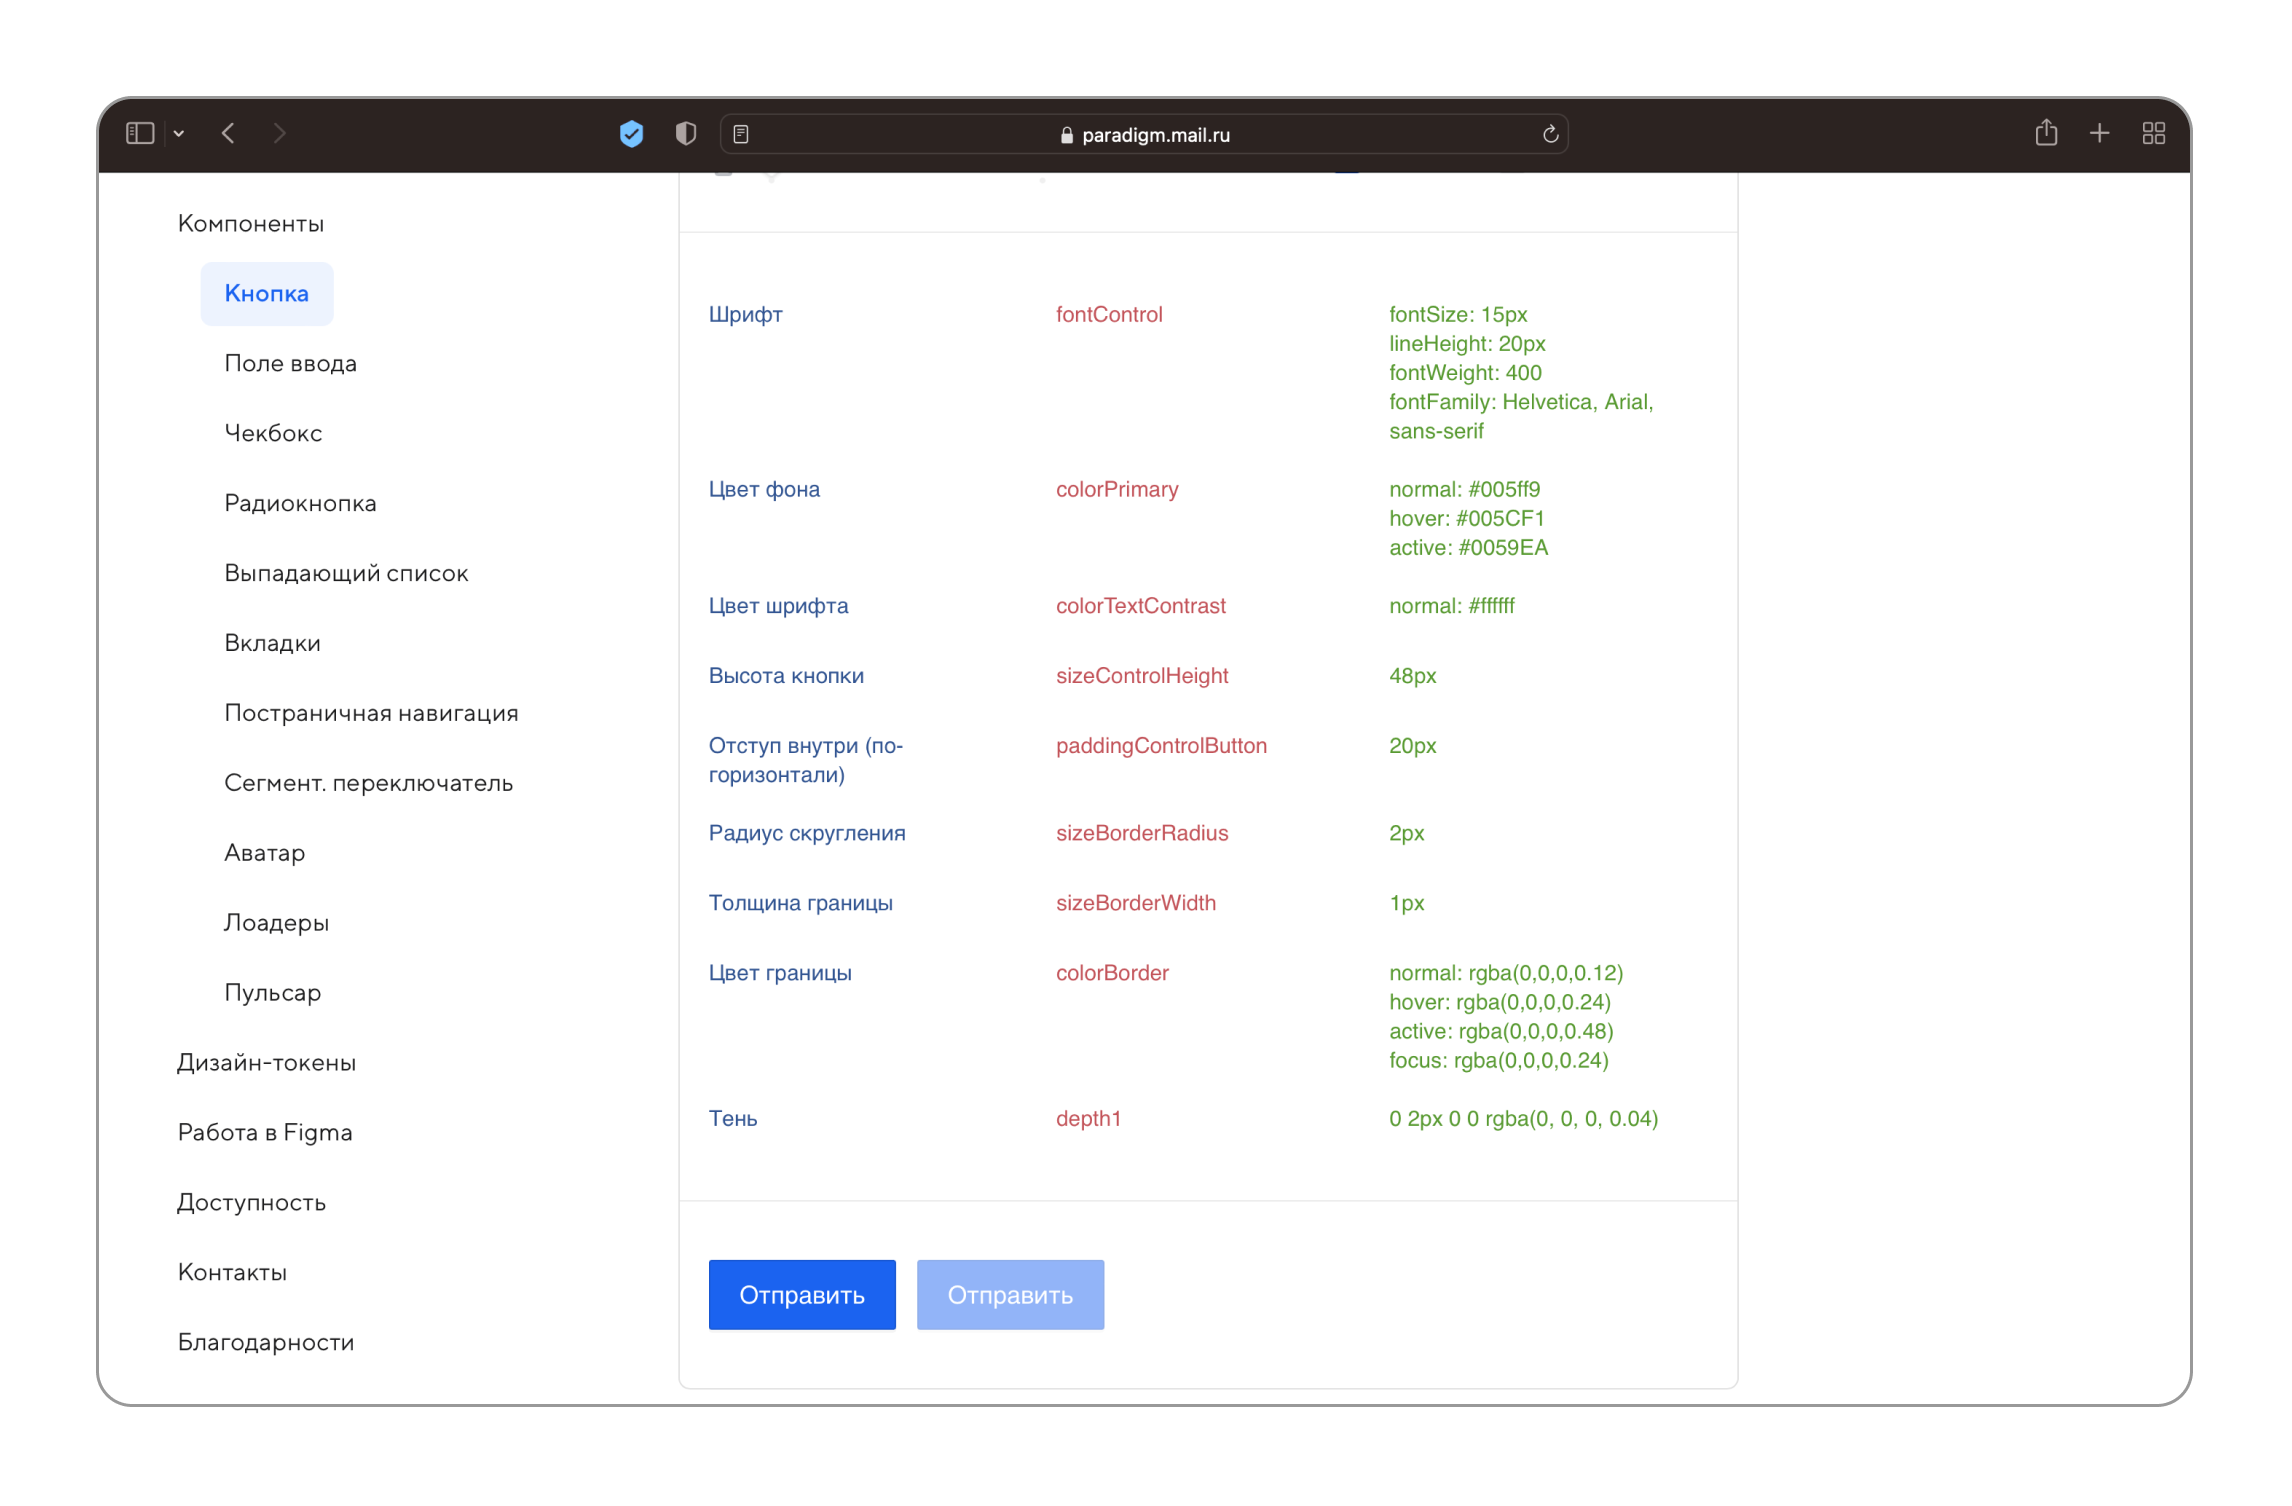 paradigm.mail.ru
Компоненты
Кнопка
Поле ввода
Чекбокс
Радиокнопка
Выпадающий список
Вкладки
Постраничная навигация
Сегмент. переключатель
Аватар
Лоадеры
Пульсар
Дизайн-токены
Работа в Figma
Доступность
Контакты
Благодарности
Шрифт fontControl fontSize: 15px
lineHeight: 20px
fontWeight: 400
fontFamily: Helvetica, Arial,
sans-serif
Цвет фона colorPrimary normal: #005ff9
hover: #005CF1
active: #0059EA
Цвет шрифта colorTextContrast normal: #ffffff
Высота кнопки sizeControlHeight 48px
Отступ внутри (по- paddingControlButton 20px
горизонтали)
Радиус скругления sizeBorderRadius 2px
Толщина границы sizeBorderWidth 1px
Цвет границы colorBorder normal: rgba(0,0,0,0.12)
hover: rgba(0,0,0,0.24)
active: rgba(0,0,0,0.48)
focus: rgba(0,0,0,0.24)
Тень depth1 0 2px 0 0 rgba(0, 0, 0, 0.04)
Отправить Отправить